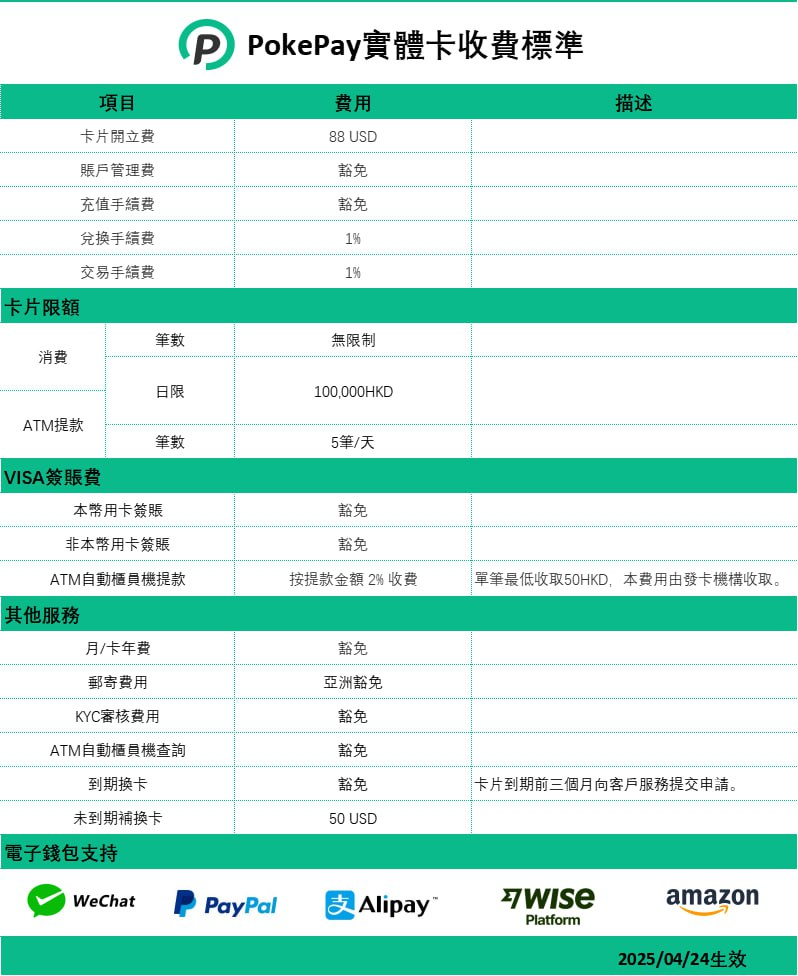 PokePay實體卡收費標準
項目 費用 描述
卡片開立費 88 USD
賬戶管理費 豁免
充值手續費 豁免
兌換手續費 1%
交易手續費 1%
卡片限額
消費 筆數 無限制
日限 100,000HKD
ATM提款
筆數 5筆/天
VISA簽賬費
本幣用卡簽賬 豁免
非本幣用卡簽賬 豁免
ATM自動櫃員機提款 按提款金額 2% 收費 單筆最低收取50HKD，本費用由發卡機構收取。
其他服務
月/卡年費 豁免
郵寄費用 亞洲豁免
KYC審核費用 豁免
ATM自動櫃員機查詢 豁免
到期換卡 豁免 卡片到期前三個月向客戶服務提交申請。
未到期補換卡 50 USD
電子錢包支持
WeChat PayPal 支 Alipay™ WISE Platform amazon
2025/04/24生效